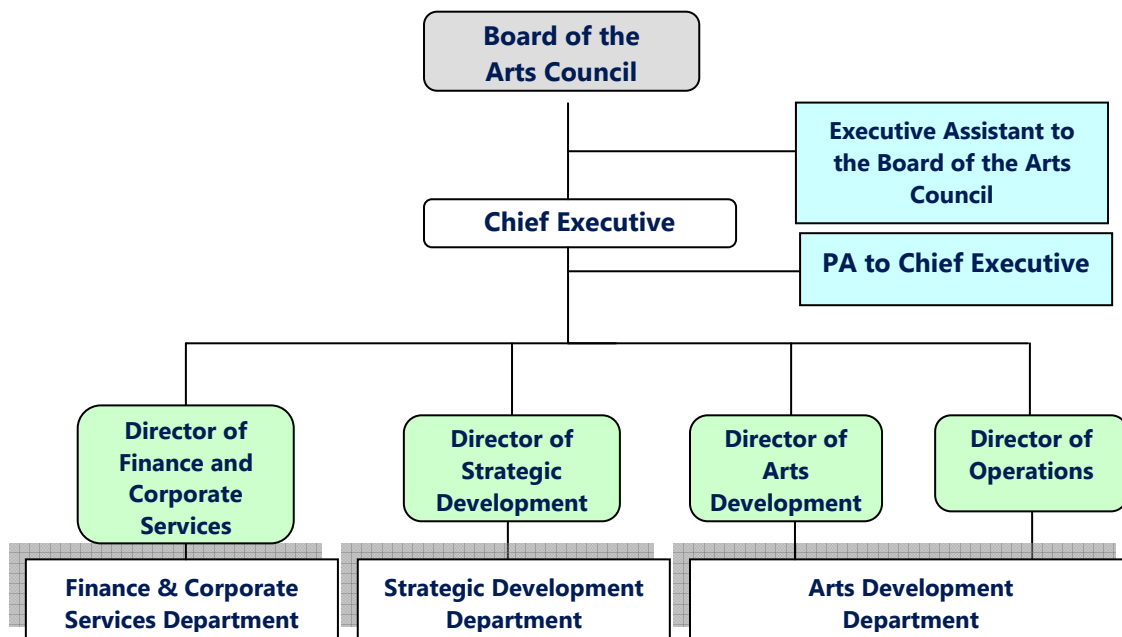 Board of the
Arts Council
Executive Assistant to
the Board of the Arts
Council
Chief Executive
PA to Chief Executive
Director of
Finance and
Corporate
Services
Director of
Strategic
Development
Director of
Arts
Development
Director of
Operations
Finance & Corporate
Services Department
Strategic Development
Department
Arts Development
Department